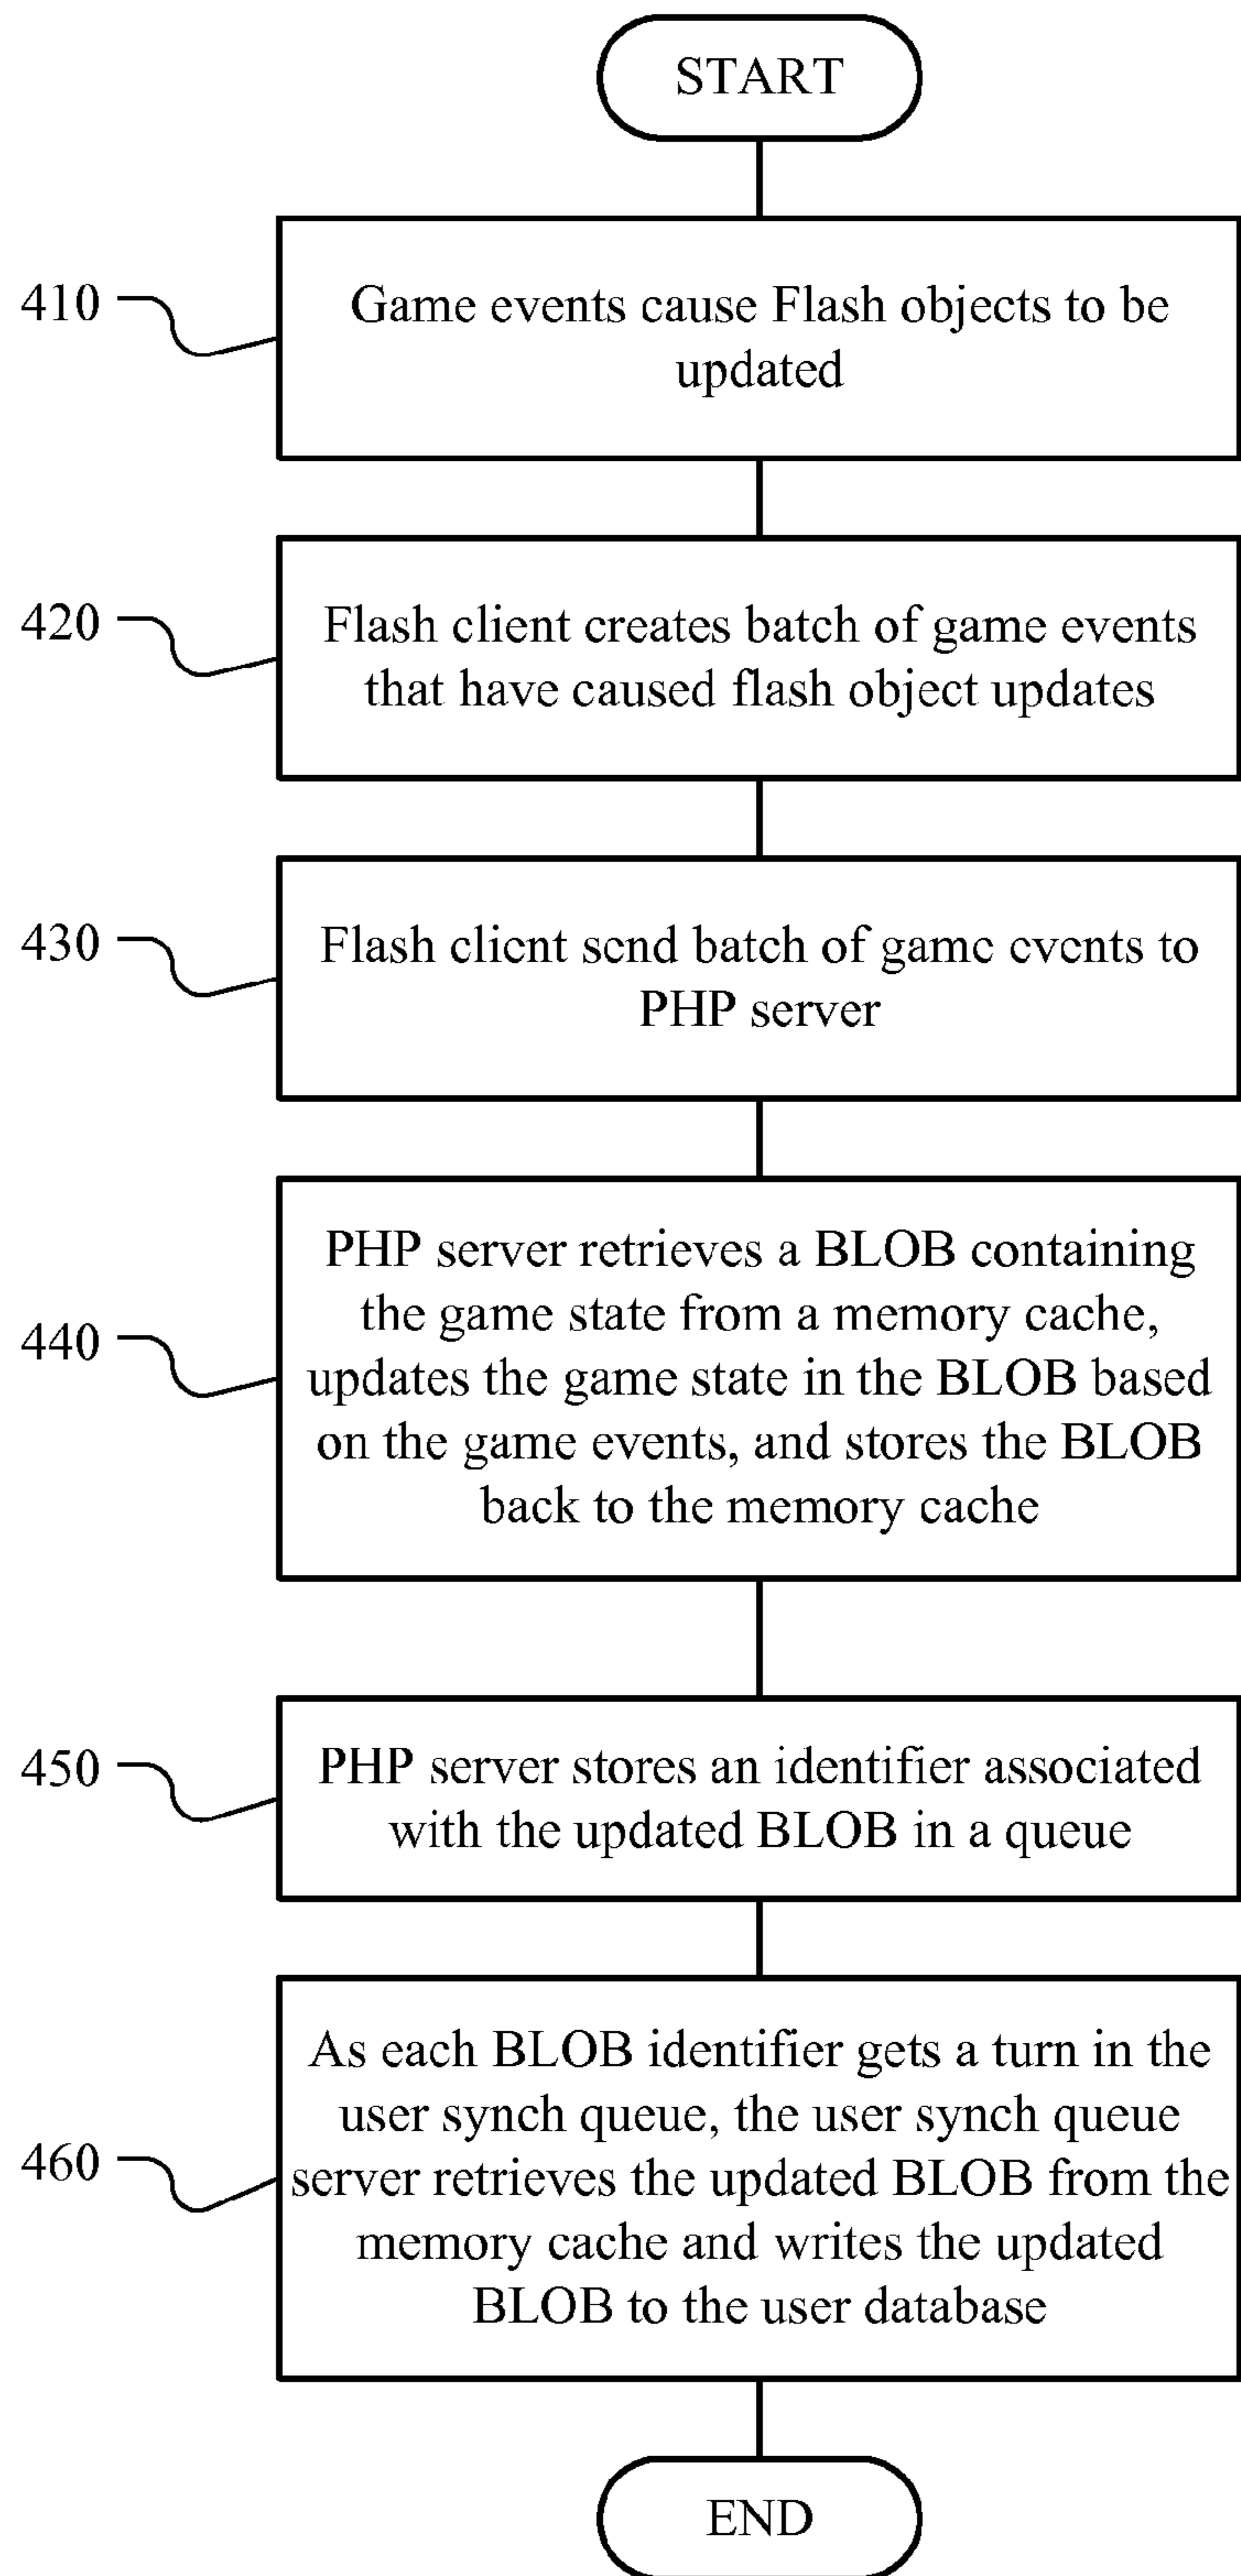 START
410
Game events cause Flash objects to be
updated
420
Flash client creates batch of game events
that have caused flash object updates
430
Flash client send batch of game events to
PHP server
440
PHP server retrieves a BLOB containing
the game state from a memory cache,
updates the game state in the BLOB based
on the game events, and stores the BLOB
back to the memory cache
450
PHP server stores an identifier associated
with the updated BLOB in a queue
460
As each BLOB identifier gets a turn in the
user synch queue, the user synch queue
server retrieves the updated BLOB from the
memory cache and writes the updated
BLOB to the user database
END